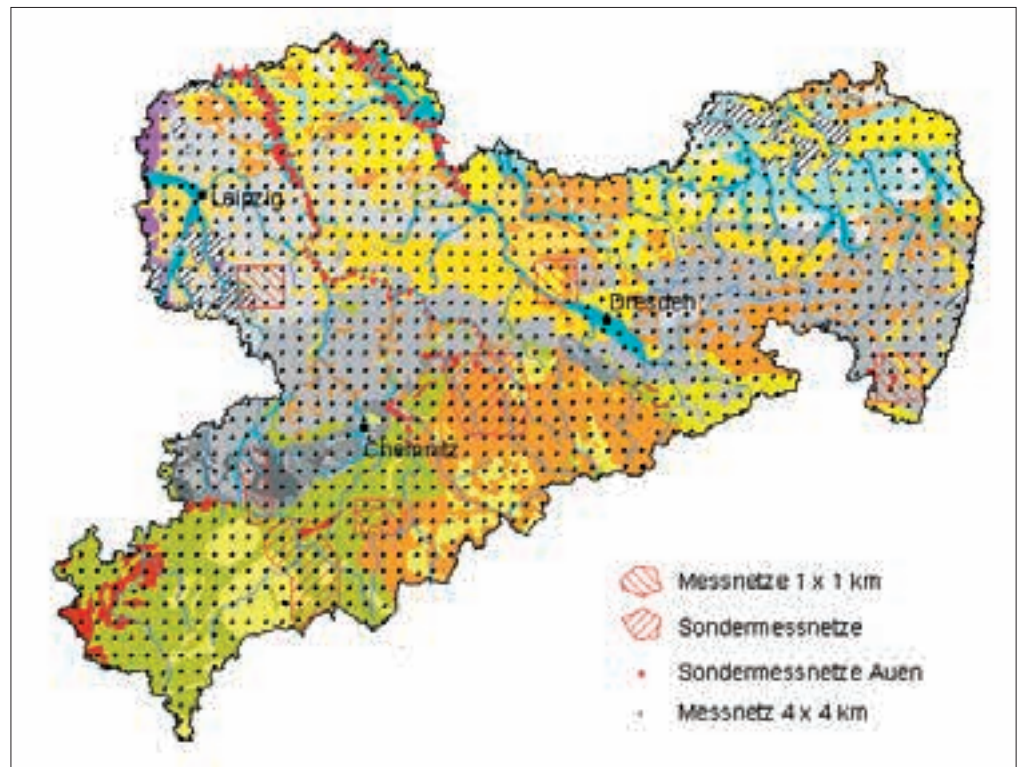 Leipzig
Dresden
Chemnitz
Messnetze 1 x 1 km
Sondermessnetze
Sondermessnetze Auen
Messnetz 4 x 4 km